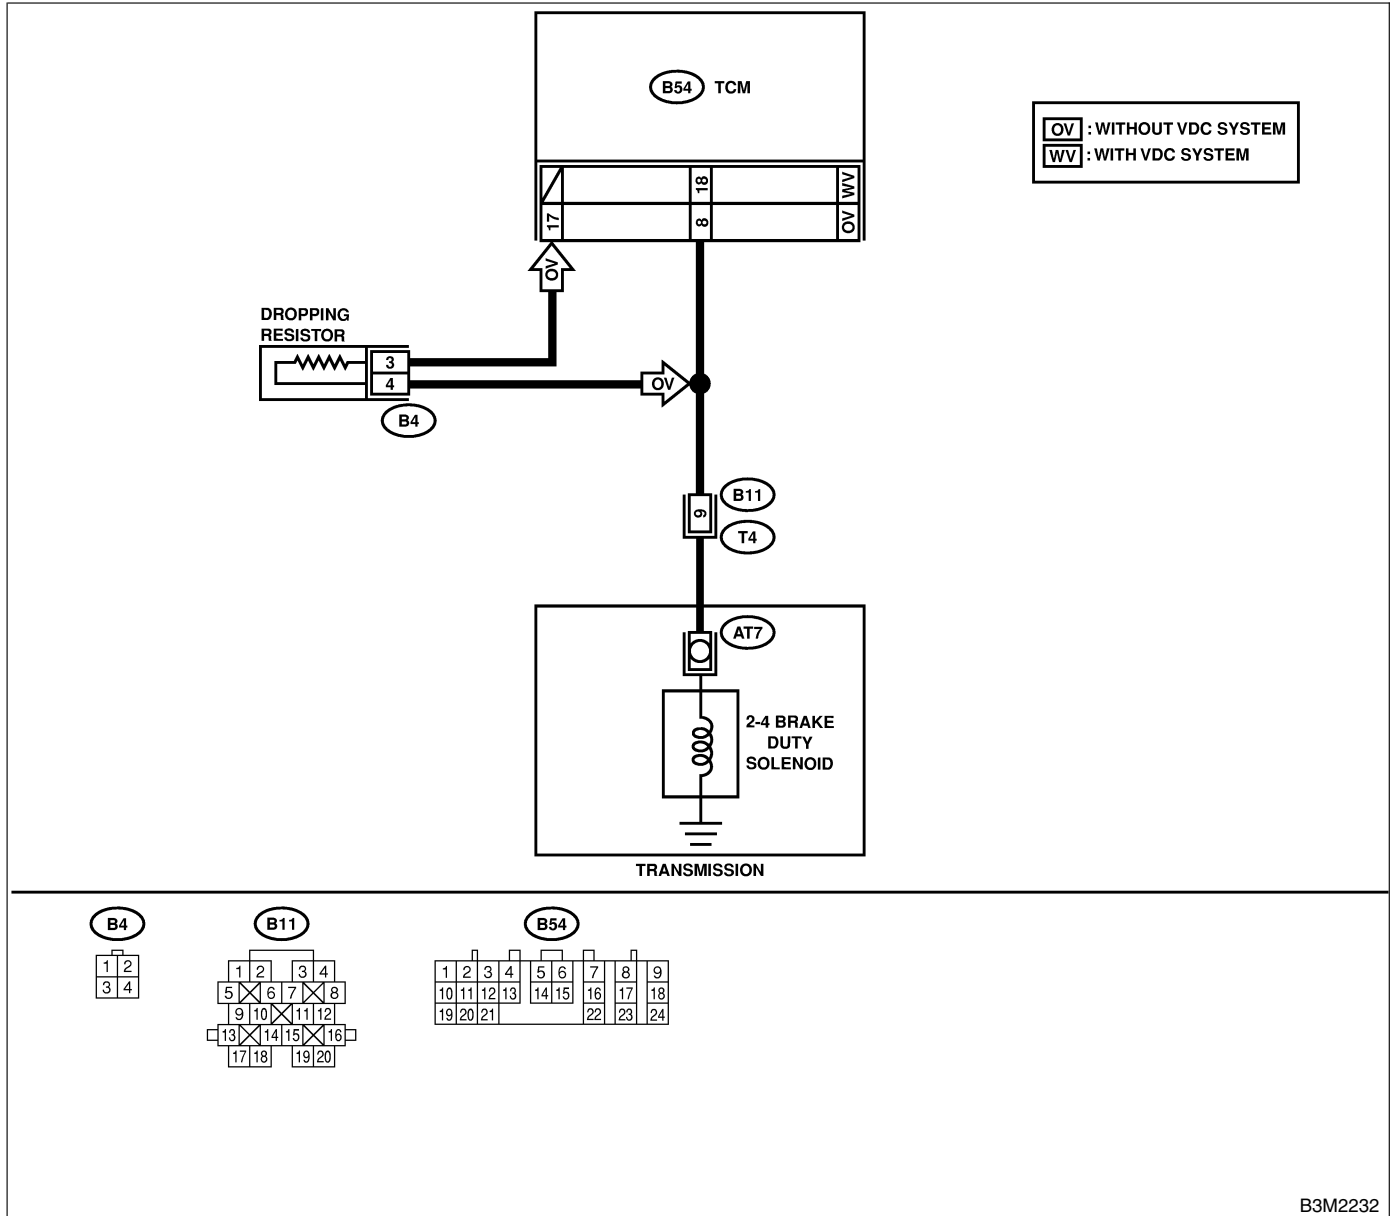 B54 TCM
OV : WITHOUT VDC SYSTEM
WV : WITH VDC SYSTEM
18 WV
17 8 OV
OV
DROPPING
RESISTOR
3
4
OV
B4
9
B11
T4
AT7
2-4 BRAKE
DUTY
SOLENOID
TRANSMISSION
B4 B11 B54
1 2
3 4
1 2 3 4
5 6 7 8
9 10 11 12
13 14 15 16
17 18 19 20
1 2 3 4 5 6 7 8 9
10 11 12 13 14 15 16 17 18
19 20 21 22 23 24
B3M2232